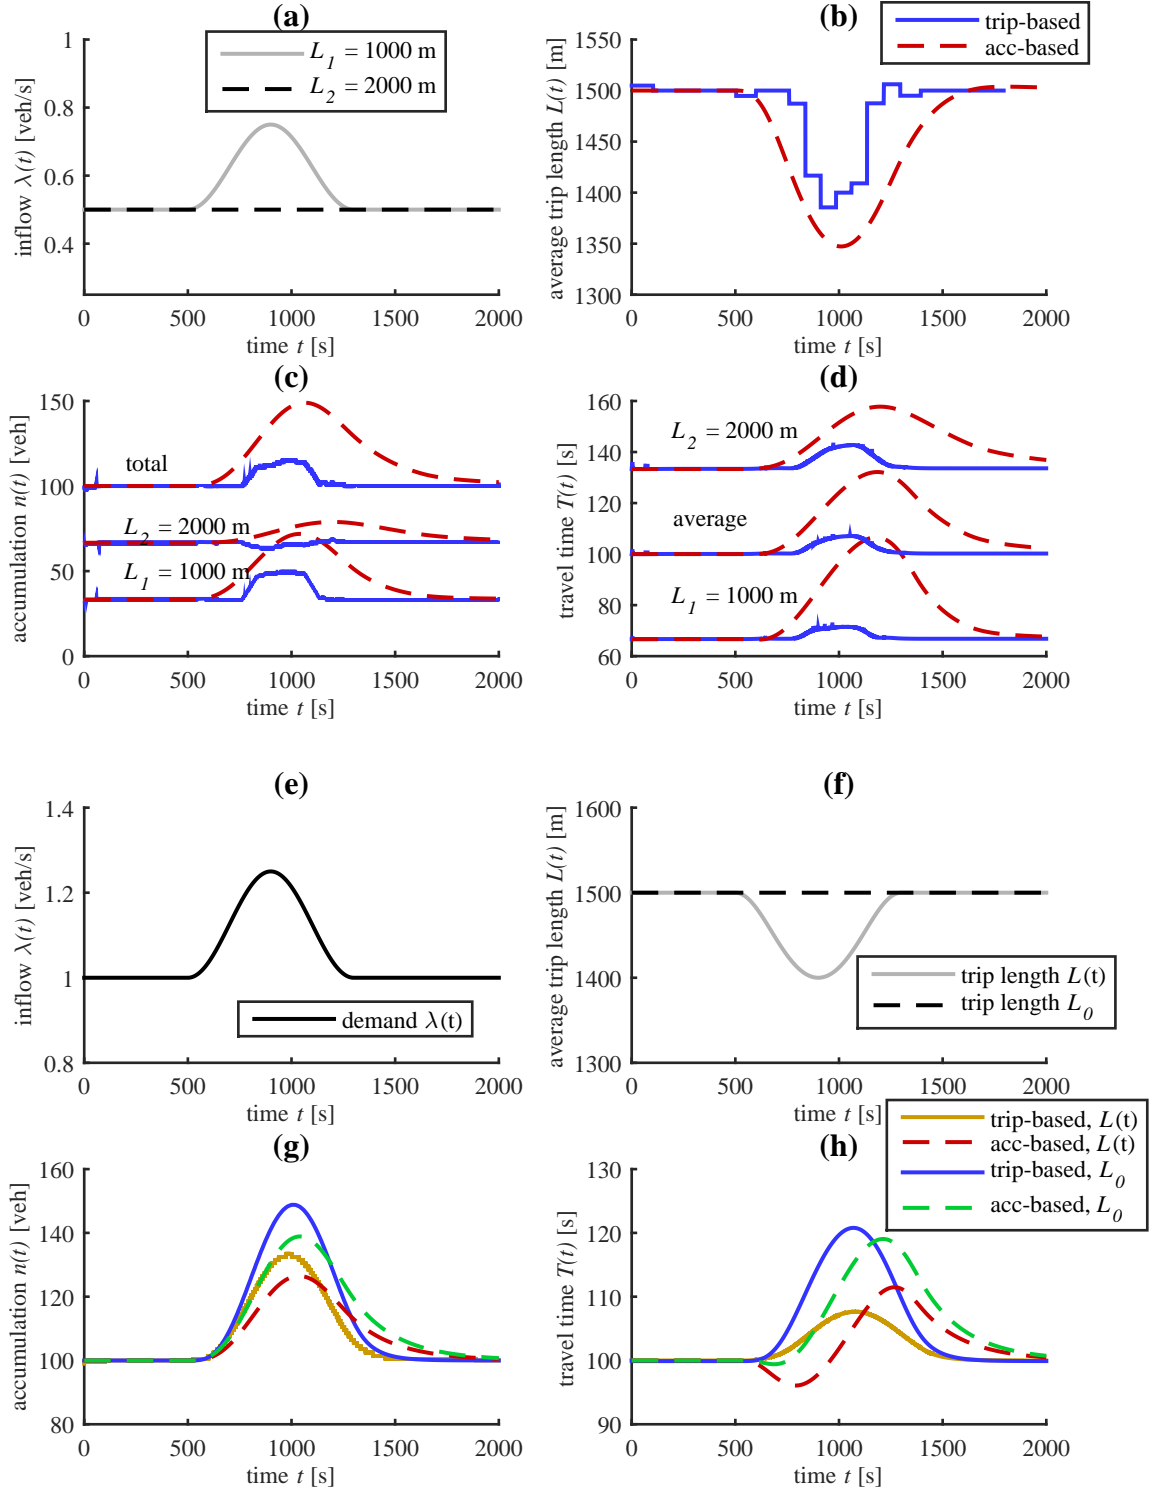 (a)
L1 = 1000 m
L2 = 2000 m
inflow λ(t) [veh/s]
1
0.8
0.6
0.4
0 500 1000 1500 2000
time t [s]
(b)
trip-based
acc-based
average trip length L(t) [m]
1550
1500
1450
1400
1350
1300
0 500 1000 1500 2000
time t [s]
(c)
accumulation n(t) [veh]
150
100
50
0
total
L2 = 2000 m
L1 = 1000 m
0 500 1000 1500 2000
time t [s]
(d)
travel time T(t) [s]
160
140
120
100
80
60
L2 = 2000 m
average
L1 = 1000 m
0 500 1000 1500 2000
time t [s]
(e)
inflow λ(t) [veh/s]
1.4
1.2
1
0.8
demand λ(t)
0 500 1000 1500 2000
time t [s]
(f)
average trip length L(t) [m]
1600
1500
1400
1300
trip length L(t)
trip length L0
0 500 1000 1500 2000
time t [s]
(g)
accumulation n(t) [veh]
160
140
120
100
80
0 500 1000 1500 2000
time t [s]
(h)
trip-based, L(t)
acc-based, L(t)
trip-based, L0
acc-based, L0
travel time T(t) [s]
130
120
110
100
90
0 500 1000 1500 2000
time t [s]